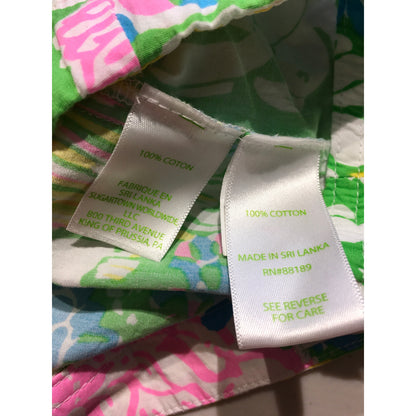 100% COTTON
FABRIQUE EN
SRI LANKA
SUGARTOWN WORLDWIDE
LLC
800 THIRD AVENUE
KING OF PRUSSIA, PA
100% COTTON
MADE IN SRI LANKA
RN#88189
SEE REVERSE
FOR CARE